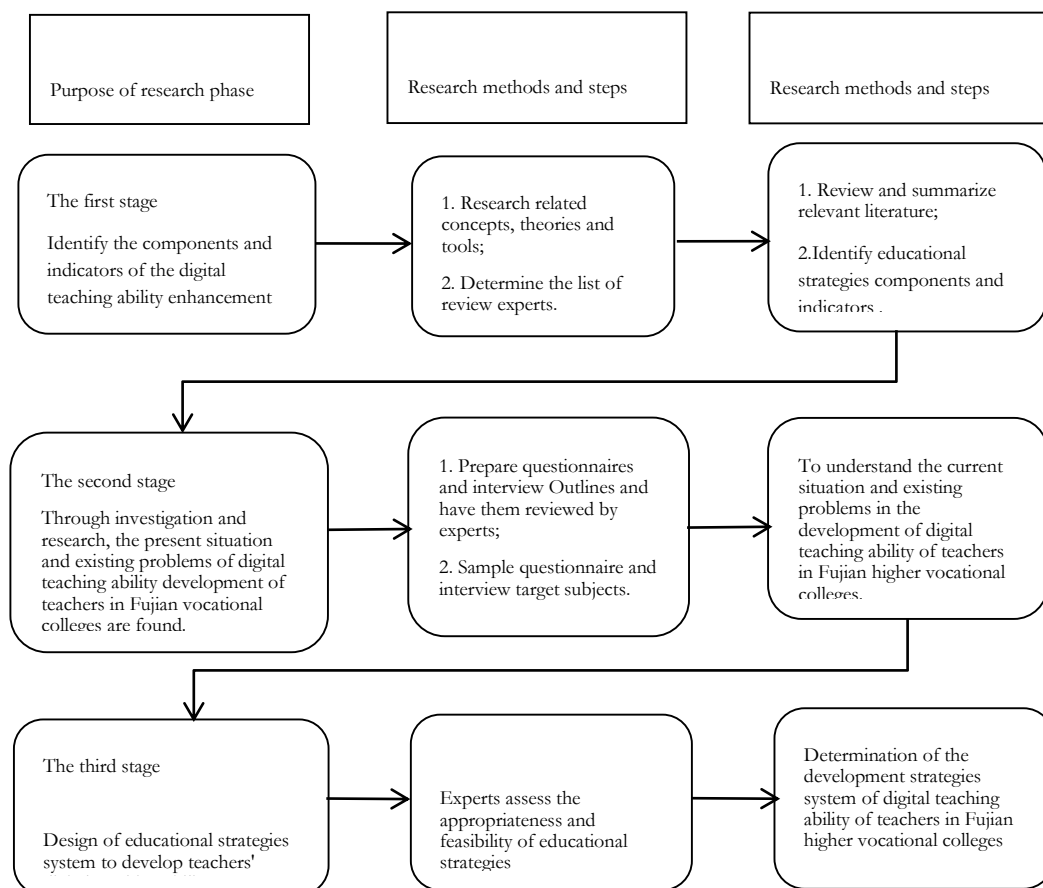 Purpose of research phase
Research methods and steps
Research methods and steps
The first stage
Identify the components and
indicators of the digital
teaching ability enhancement
1. Research related
concepts, theories and
tools;
2. Determine the list of
review experts.
1. Review and summarize
relevant literature;
2.Identify educational
strategies components and
indicators .
The second stage
Through investigation and
research, the present situation
and existing problems of digital
teaching ability development of
teachers in Fujian vocational
colleges are found.
1. Prepare questionnaires
and interview Outlines and
have them reviewed by
experts;
2. Sample questionnaire and
interview target subjects.
To understand the current
situation and existing
problems in the
development of digital
teaching ability of teachers
in Fujian higher vocational
colleges.
The third stage
Design of educational strategies
system to develop teachers'
Experts assess the
appropriateness and
feasibility of educational
strategies
Determination of the
development strategies
system of digital teaching
ability of teachers in Fujian
higher vocational colleges